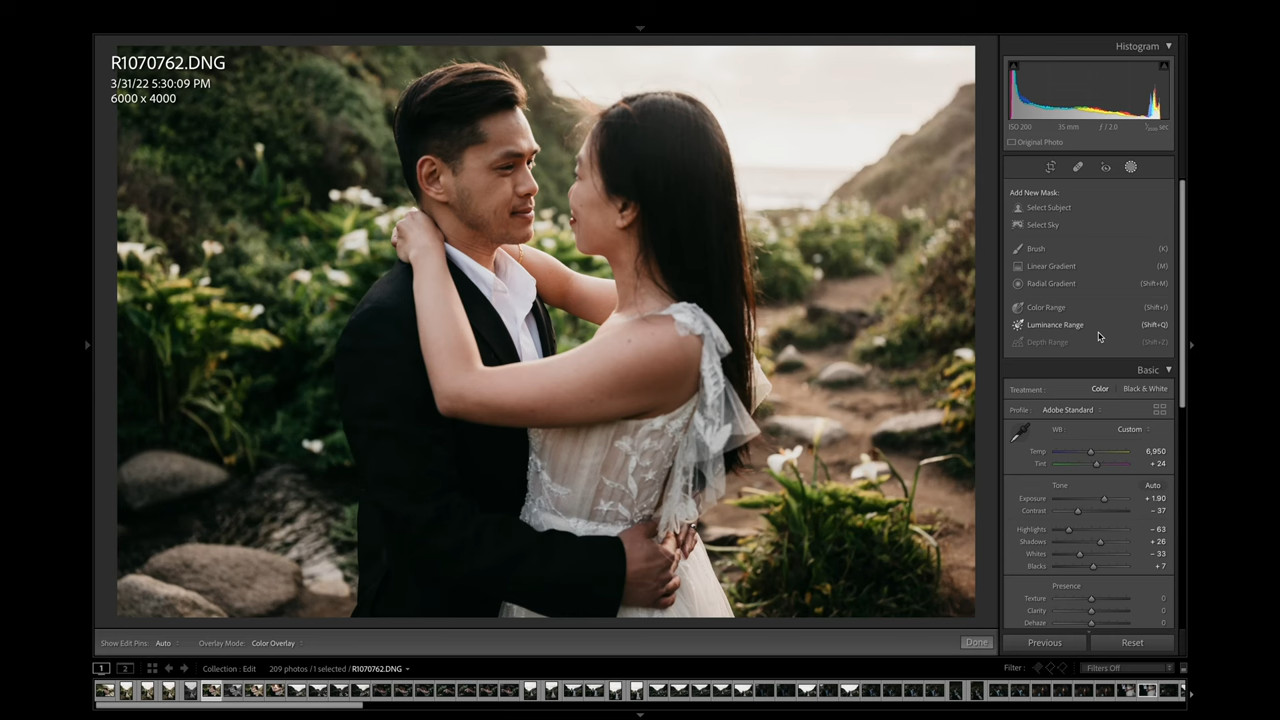 R1070762.DNG
3/31/22 5:30:09 PM
6000 x 4000
Histogram
ISO 200 35 mm ƒ / 2.0 sec
Original Photo
Add New Mask:
Select Subject
Select Sky
Brush (K)
Linear Gradient (M)
Radial Gradient (Shift+M)
Color Range (Shift+J)
Luminance Range (Shift+Q)
Depth Range (Shift+Z)
Basic
Treatment: Color Black & White
Profile: Adobe Standard
WB: Custom
Temp 6,950
Tint + 24
Tone Auto
Exposure + 1.90
Contrast – 37
Highlights – 63
Shadows + 26
Whites – 33
Blacks + 7
Presence
Texture 0
Clarity 0
Dehaze 0
Show Edit Pins: Auto Overlay Mode: Color Overlay Done
Previous Reset
1 2 Collection : Edit 209 photos / 1 selected / R1070762.DNG Filter : Filters Off